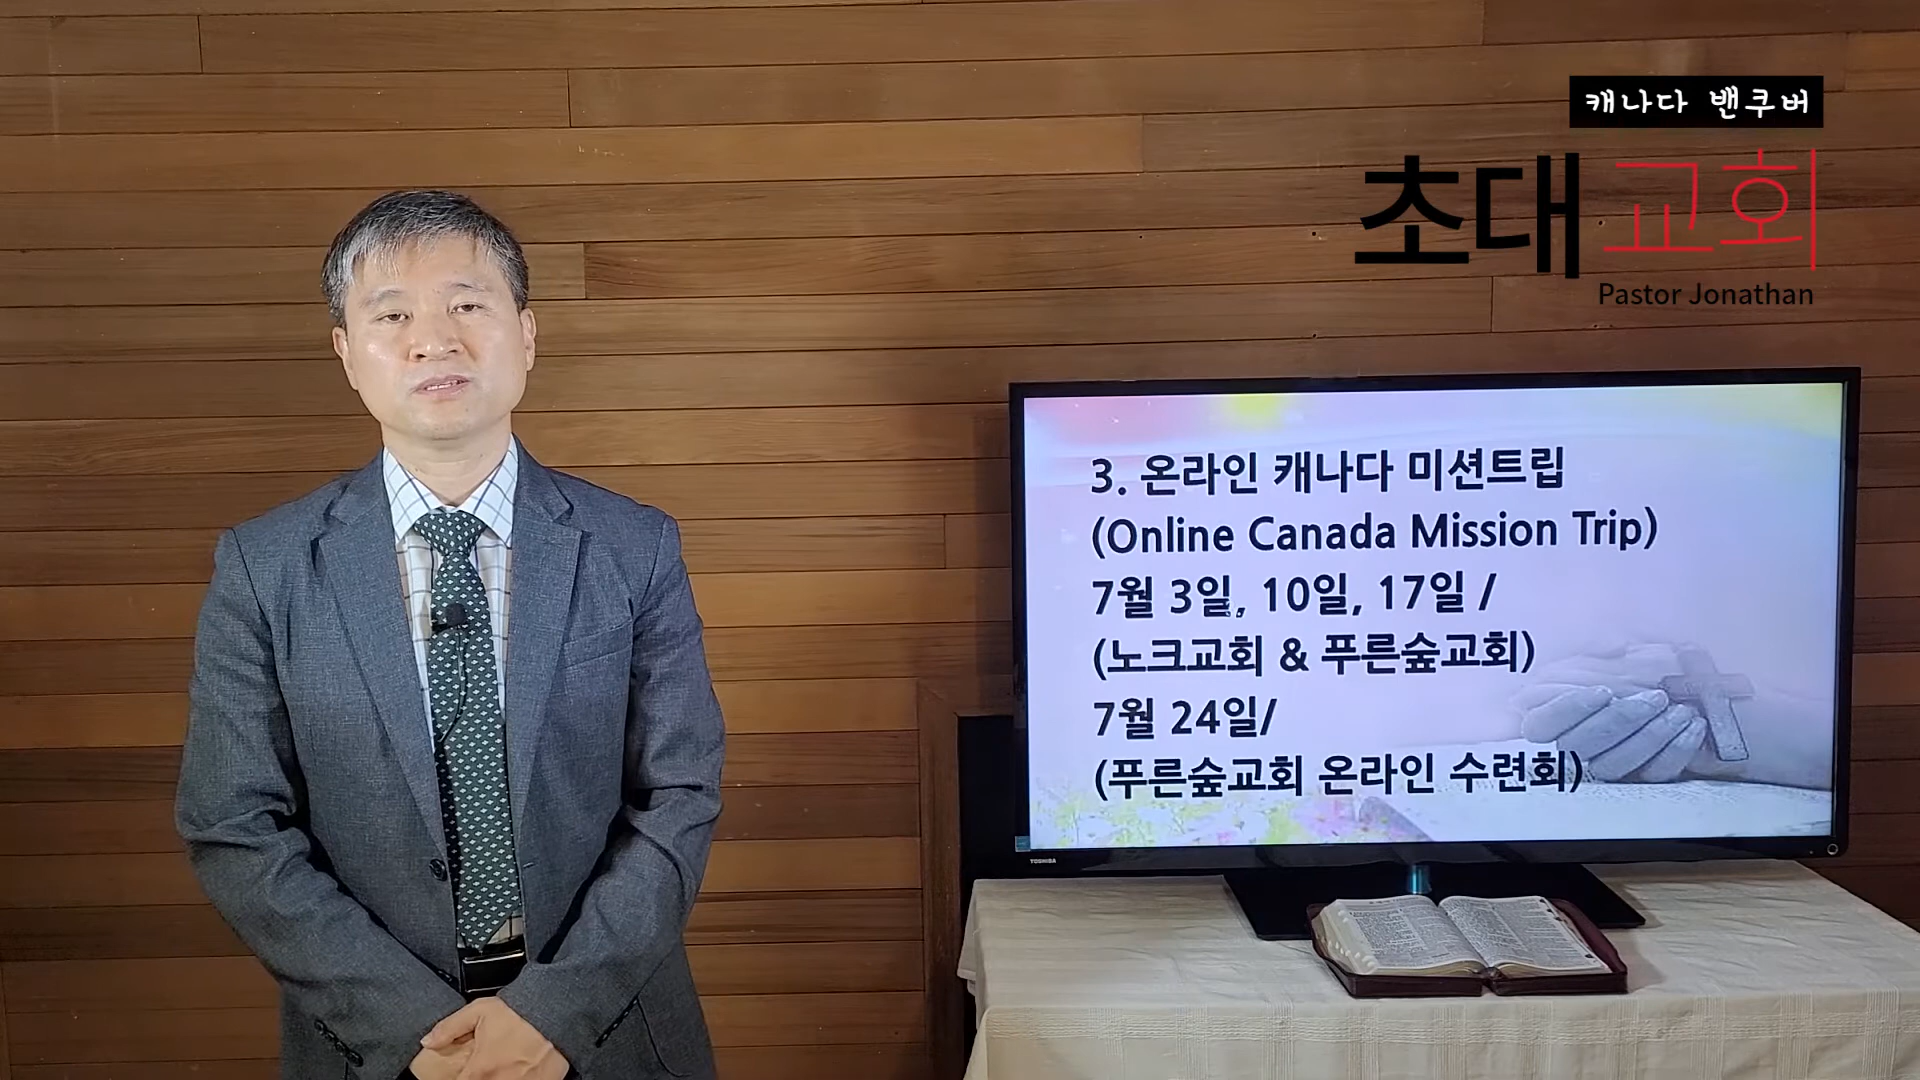 캐나다 밴쿠버
초대교회
Pastor Jonathan
3. 온라인 캐나다 미션트립
(Online Canada Mission Trip)
7월 3일, 10일, 17일 /
(노크교회 & 푸른숲교회)
7월 24일/
(푸른숲교회 온라인 수련회)
TOSHIBA